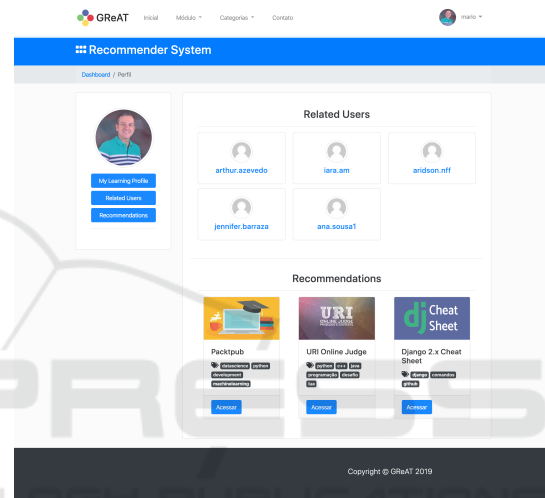 GREAT Inicial Módulo Categorias Contato mario
Recommender System
Dashboard / Perfil
My Learning Profile
Related Users
Recommendations
Related Users
arthur.azevedo iara.am aridson.nff
jennifer.barraza ana.sousa1
Recommendations
URI
ONLINE JUDGE
dj Cheat
Sheet
Packtpub
datascience python
development
machinelearning
Acessar
URI Online Judge
python c++ java
programação desafio
lua
Acessar
Django 2.x Cheat
Sheet
django comandos
github
Acessar
Copyright © GREAT 2019
PRESS